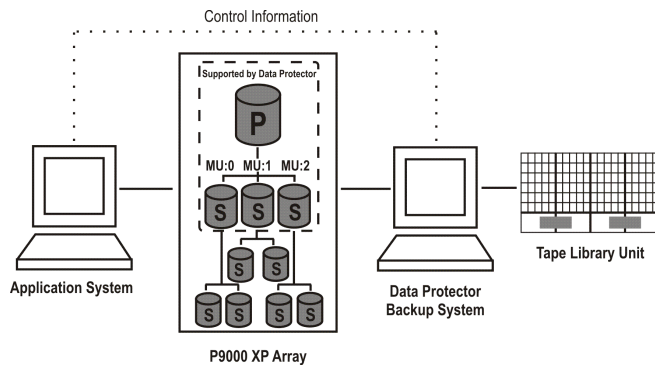 Control Information
Supported by Data Protector
P
MU:0 MU:1 MU:2
S S S
S S
S S S S
Application System
Data Protector
Backup System
Tape Library Unit
P9000 XP Array